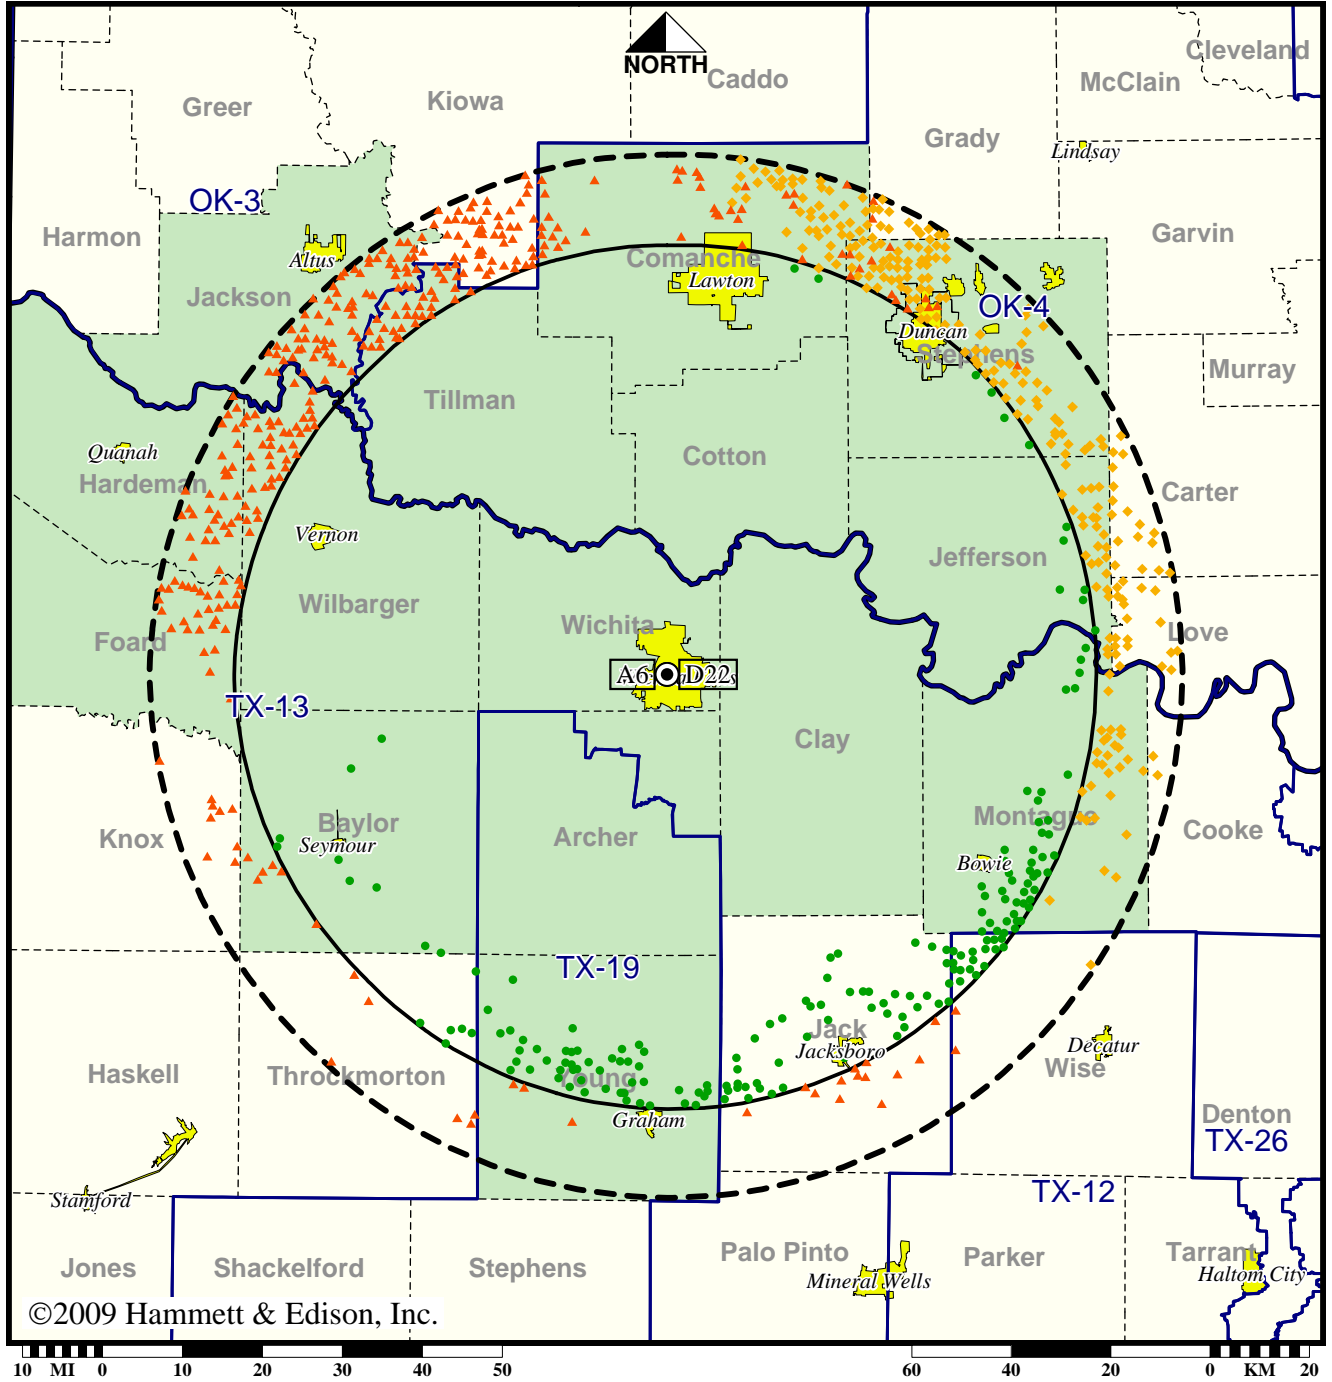 Cleveland
NORTH
Caddo
McClain
Greer
Kiowa
Grady
Lindsay
OK-3
Harmon
Garvin
Altus
Comanche
Lawton
Jackson
OK-4
Duncan
Stephens
Murray
Tillman
Quanah
Hardeman
Cotton
Carter
Vernon
Jefferson
Wilbarger
Wichita
Foard
Love
A6
D22
TX-13
Clay
Baylor
Seymour
Archer
Montague
Knox
Cooke
Bowie
TX-19
Jack
Jacksboro
Decatur
Wise
Haskell
Throckmorton
Young
Graham
Denton
TX-26
Stamford
TX-12
Palo Pinto
Parker
Tarrant
Jones
Shackelford
Stephens
Mineral Wells
Haltom City
©2009 Hammett & Edison, Inc.
10 MI 0 10 20 30 40 50
60 40 20 0 KM 20